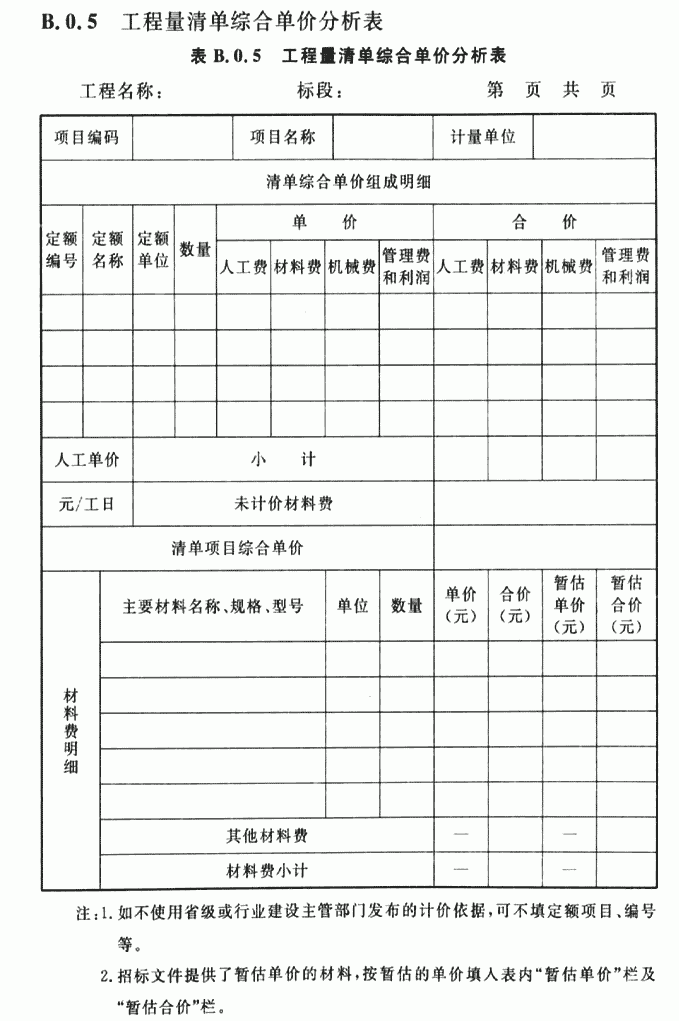 B.0.5 工程量清单综合单价分析表
表 B.0.5 工程量清单综合单价分析表
工程名称： 标段： 第 页 共 页
项目编码 项目名称 计量单位
清单综合单价组成明细
定额编号 定额名称 定额单位 数量 单 价 合 价
人工费 材料费 机械费 管理费和利润 人工费 材料费 机械费 管理费和利润
人工单价 小 计
元/工日 未计价材料费
清单项目综合单价
材料费明细 主要材料名称、规格、型号 单位 数量 单价（元） 合价（元） 暂估单价（元） 暂估合价（元）
其他材料费 — —
材料费小计 — —
注：1. 如不使用省级或行业建设主管部门发布的计价依据，可不填定额项目、编号
等。
2. 招标文件提供了暂估单价的材料，按暂估的单价填入表内“暂估单价”栏及
“暂估合价”栏。